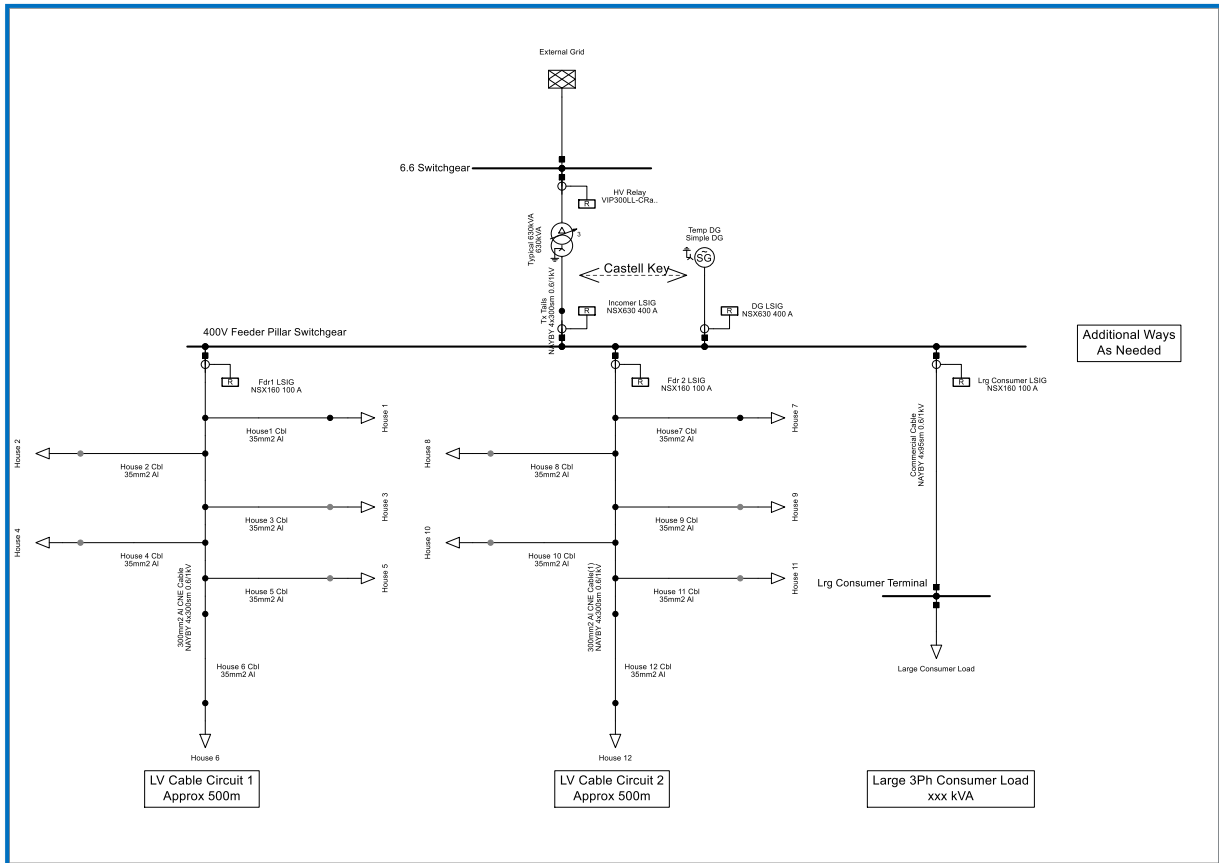 External Grid
6.6 Switchgear
HV Relay
VIP300LL-CRa..
R
Typical 630kVA
630kVA
3
Temp DG
Simple DG
SG
Castell Key
Tx Tails
NAYBY 4x300sm 0.6/1kV
Incomer LSIG
NSX630 400 A
R
DG LSIG
NSX630 400 A
R
400V Feeder Pillar Switchgear
Additional Ways
As Needed
Fdr1 LSIG
NSX160 100 A
R
Fdr 2 LSIG
NSX160 100 A
R
Lrg Consumer LSIG
NSX160 100 A
R
House 1
House1 Cbl
35mm2 Al
House 2
House 2 Cbl
35mm2 Al
House 3
House 3 Cbl
35mm2 Al
House 4
House 4 Cbl
35mm2 Al
House 5
House 5 Cbl
35mm2 Al
300mm2 Al CNE Cable
NAYBY 4x300sm 0.6/1kV
House 6 Cbl
35mm2 Al
House 6
LV Cable Circuit 1
Approx 500m
House 7
House7 Cbl
35mm2 Al
House 8
House 8 Cbl
35mm2 Al
House 9
House 9 Cbl
35mm2 Al
House 10
House 10 Cbl
35mm2 Al
House 11
House 11 Cbl
35mm2 Al
300mm2 Al CNE Cable(1)
NAYBY 4x300sm 0.6/1kV
House 12 Cbl
35mm2 Al
House 12
LV Cable Circuit 2
Approx 500m
Commercial Cable
NAYBY 4x95sm 0.6/1kV
Lrg Consumer Terminal
Large Consumer Load
Large 3Ph Consumer Load
xxx kVA